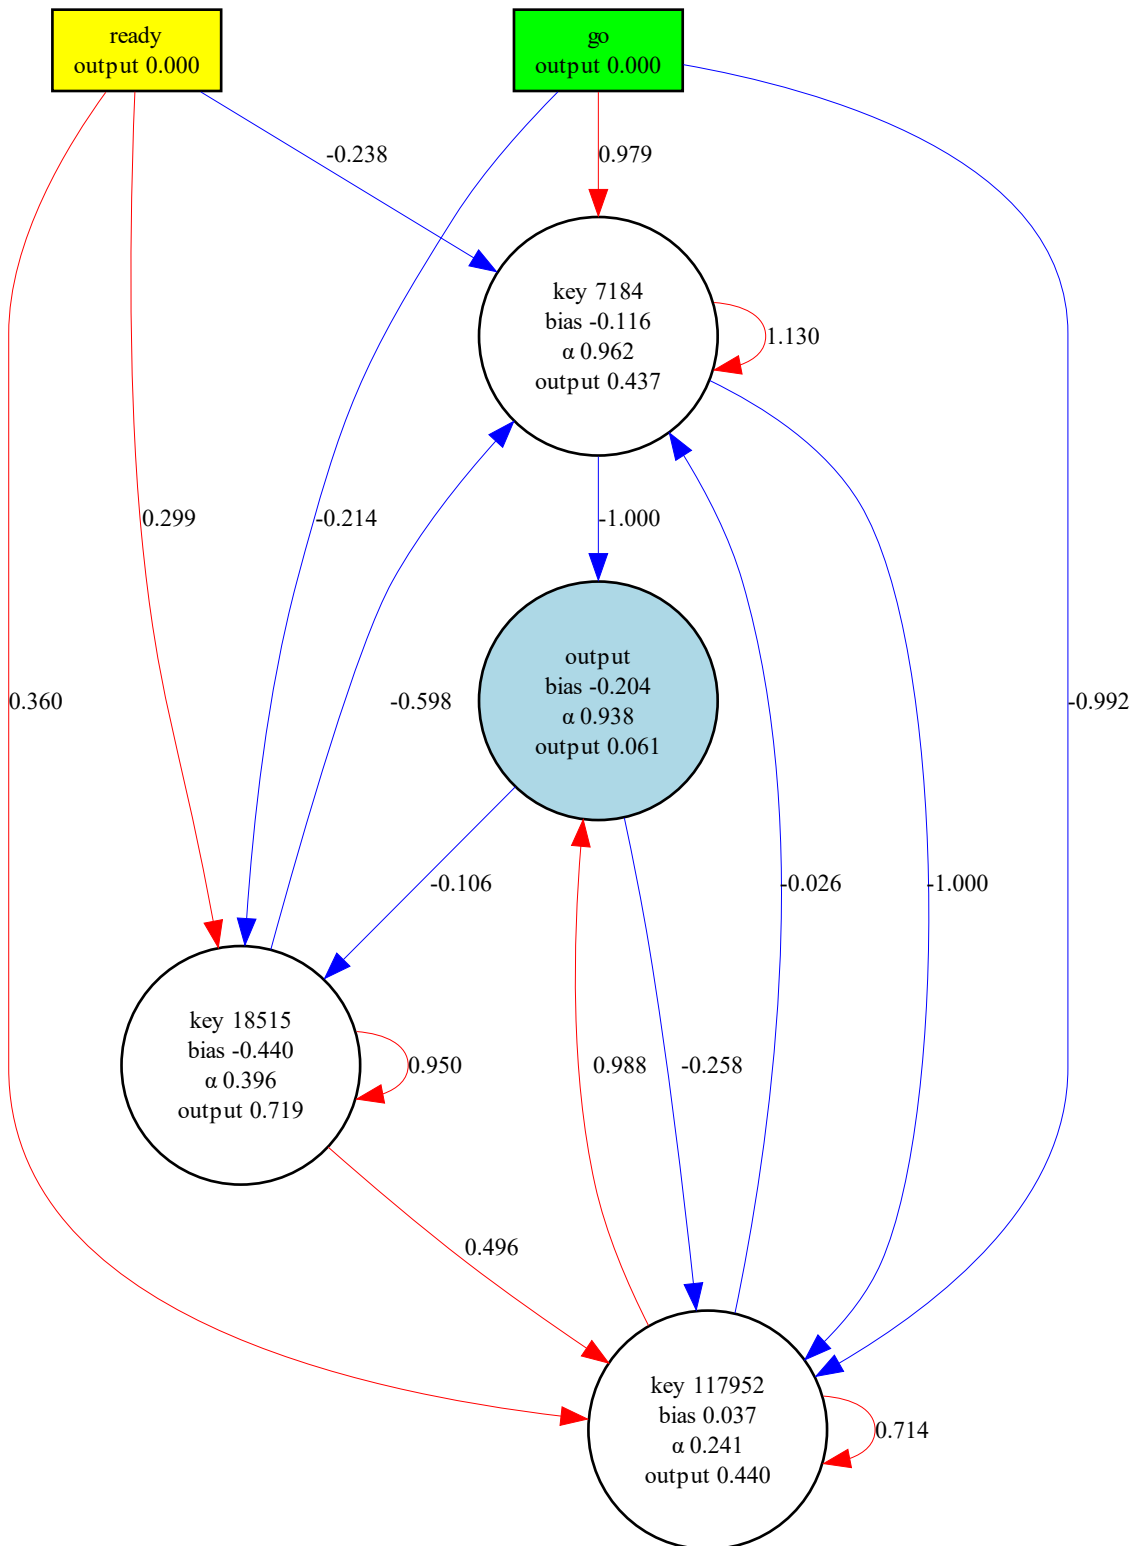 ready
output 0.000
go
output 0.000
-0.238
0.979
key 7184
bias -0.116
α 0.962
output 0.437
1.130
0.299
-0.214
-1.000
output
bias -0.204
α 0.938
output 0.061
0.360
-0.598
-0.992
-0.106
-0.026
-1.000
key 18515
bias -0.440
α 0.396
output 0.719
0.950
0.988
-0.258
0.496
key 117952
bias 0.037
α 0.241
output 0.440
0.714